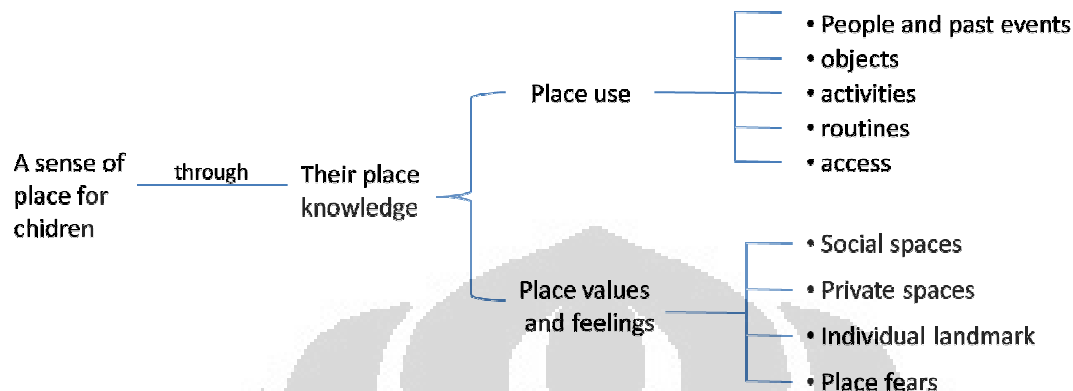 A sense of
place for
chidren
through
Their place
knowledge
Place use
• People and past events
• objects
• activities
• routines
• access
Place values
and feelings
• Social spaces
• Private spaces
• Individual landmark
• Place fears